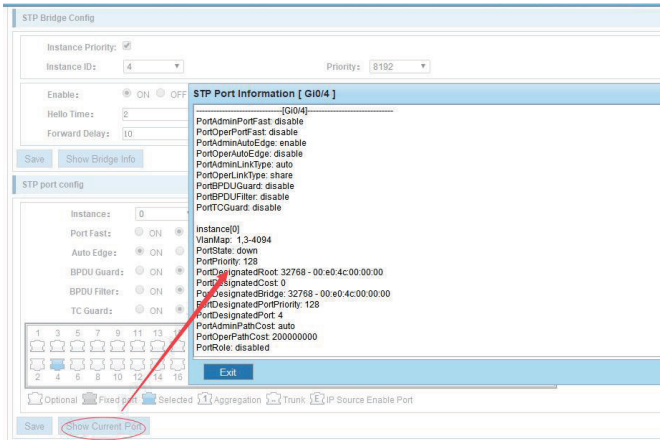 STP Bridge Config
Instance Priority:
Instance ID: 4 Priority: 8192
Enable: ON OFF
Hello Time: 2
Forward Delay: 10
Save Show Bridge Info
STP port config
Instance: 0
Port Fast: ON
Auto Edge: ON
BPDU Guard: ON
BPDU Filter: ON
TC Guard: ON
1 3 5 7 9 11 13
2 4 6 8 10 12 14 16
Optional Fixed port Selected 1 Aggregation Trunk E IP Source Enable Port
Save Show Current Port
STP Port Information [ Gi0/4 ]
------------------------------[Gi0/4]------------------------------
PortAdminPortFast: disable
PortOperPortFast: disable
PortAdminAutoEdge: enable
PortOperAutoEdge: disable
PortAdminLinkType: auto
PortOperLinkType: share
PortBPDUGuard: disable
PortBPDUFilter: disable
PortTCGuard: disable
instance[0]
VlanMap: 1,3-4094
PortState: down
PortPriority: 128
PortDesignatedRoot: 32768 - 00:e0:4c:00:00:00
PortDesignatedCost: 0
PortDesignatedBridge: 32768 - 00:e0:4c:00:00:00
PortDesignatedPortPriority: 128
PortDesignatedPort: 4
PortAdminPathCost: auto
PortOperPathCost: 200000000
PortRole: disabled
Exit